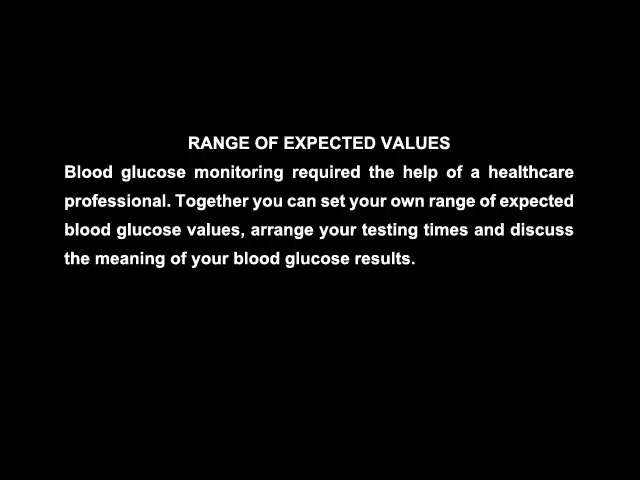 RANGE OF EXPECTED VALUES
Blood glucose monitoring required the help of a healthcare
professional. Together you can set your own range of expected
blood glucose values, arrange your testing times and discuss
the meaning of your blood glucose results.